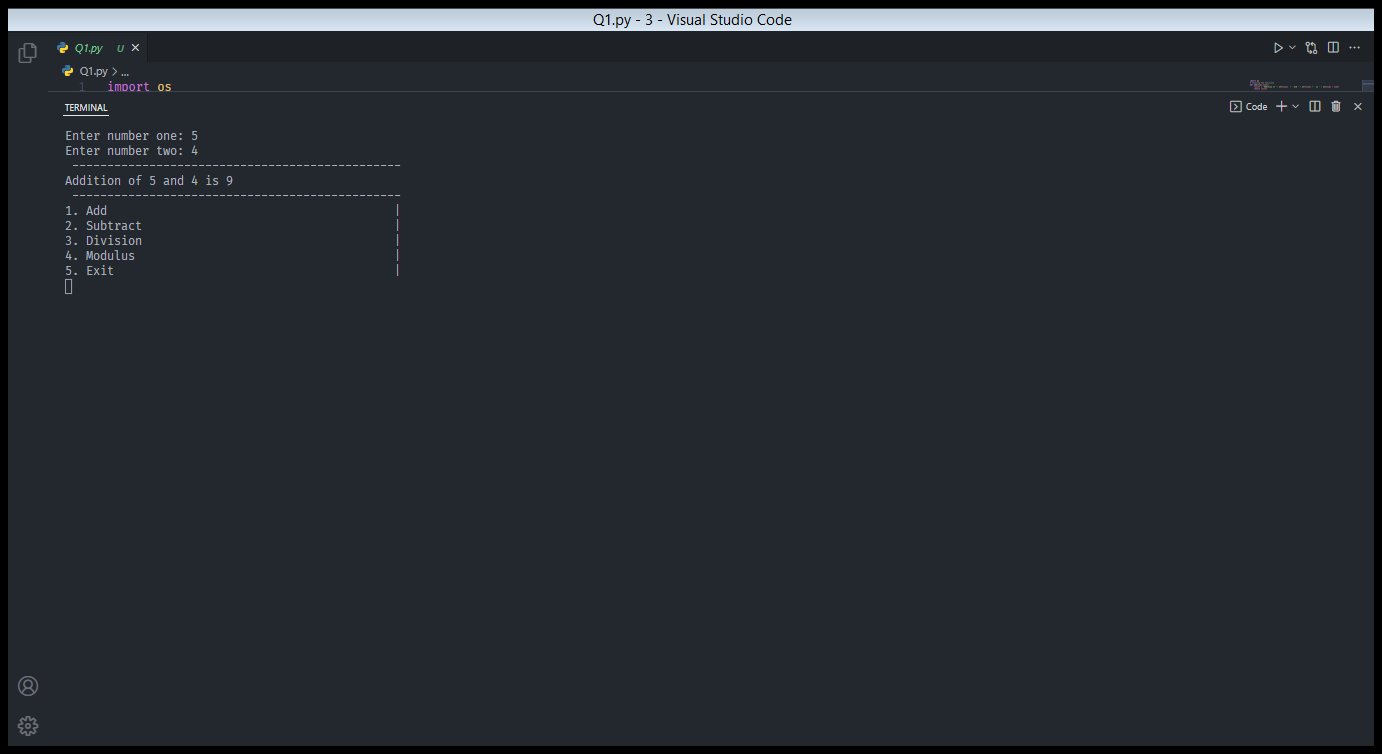 Q1.py - 3 - Visual Studio Code
Q1.py U
Q1.py > ...
1 import os
TERMINAL
Code
Enter number one: 5
Enter number two: 4
-----------------------------------------------
Addition of 5 and 4 is 9
-----------------------------------------------
1. Add |
2. Subtract |
3. Division |
4. Modulus |
5. Exit |